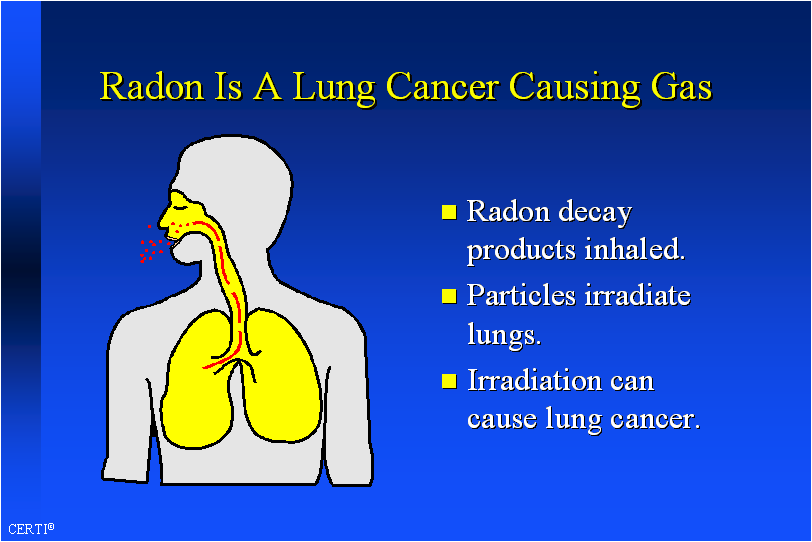 Radon Is A Lung Cancer Causing Gas
Radon decay
products inhaled.
Particles irradiate
lungs.
Irradiation can
cause lung cancer.
CERTI©